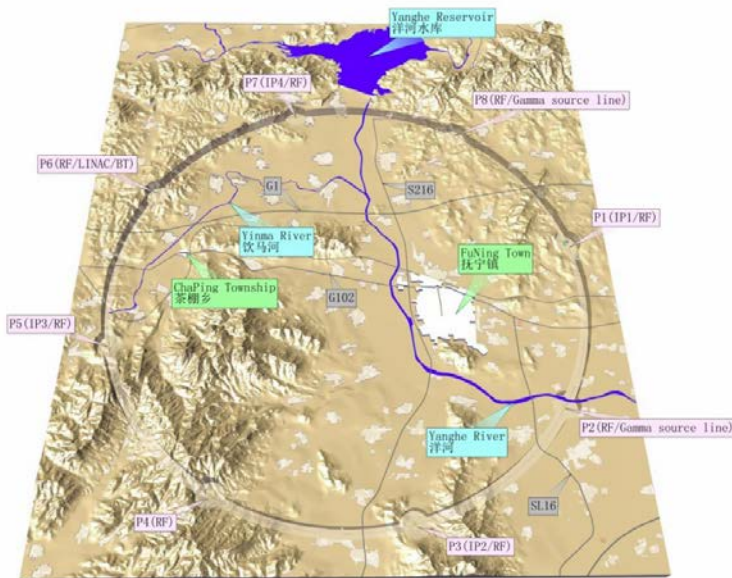 Yanghe Reservoir
洋河水库
P7(IP4/RF)
P8(RF/Gamma source line)
P6(RF/LINAC/BT)
G1
S216
P1(IP1/RF)
Yinma River
饮马河
FuNing Town
抚宁镇
ChaPing Township
茶棚乡
G102
P5(IP3/RF)
Yanghe River
洋河
P2(RF/Gamma source line)
SL16
P4(RF)
P3(IP2/RF)